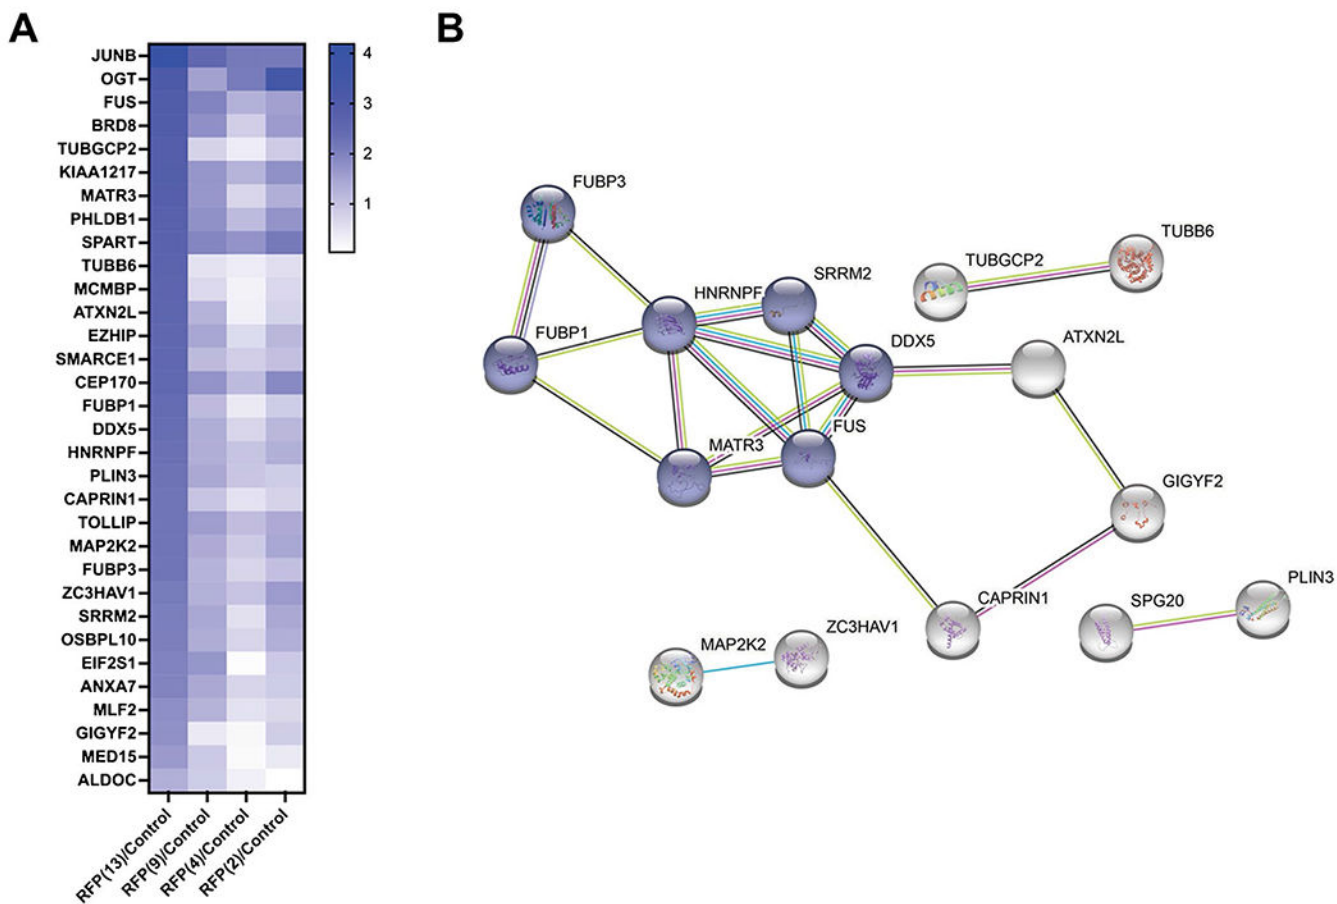 A
JUNB
OGT
FUS
BRD8
TUBGCP2
KIAA1217
MATR3
PHLDB1
SPART
TUBB6
MCMBP
ATXN2L
EZHIP
SMARCE1
CEP170
FUBP1
DDX5
HNRNPF
PLIN3
CAPRIN1
TOLLIP
MAP2K2
FUBP3
ZC3HAV1
SRRM2
OSBPL10
EIF2S1
ANXA7
MLF2
GIGYF2
MED15
ALDOC
RFP(13)/Control
RFP(9)/Control
RFP(4)/Control
RFP(2)/Control
4
3
2
1
B
FUBP3
TUBB6
TUBGCP2
SRRM2
HNRNPF
FUBP1
DDX5
ATXN2L
FUS
MATR3
GIGYF2
PLIN3
CAPRIN1
SPG20
ZC3HAV1
MAP2K2